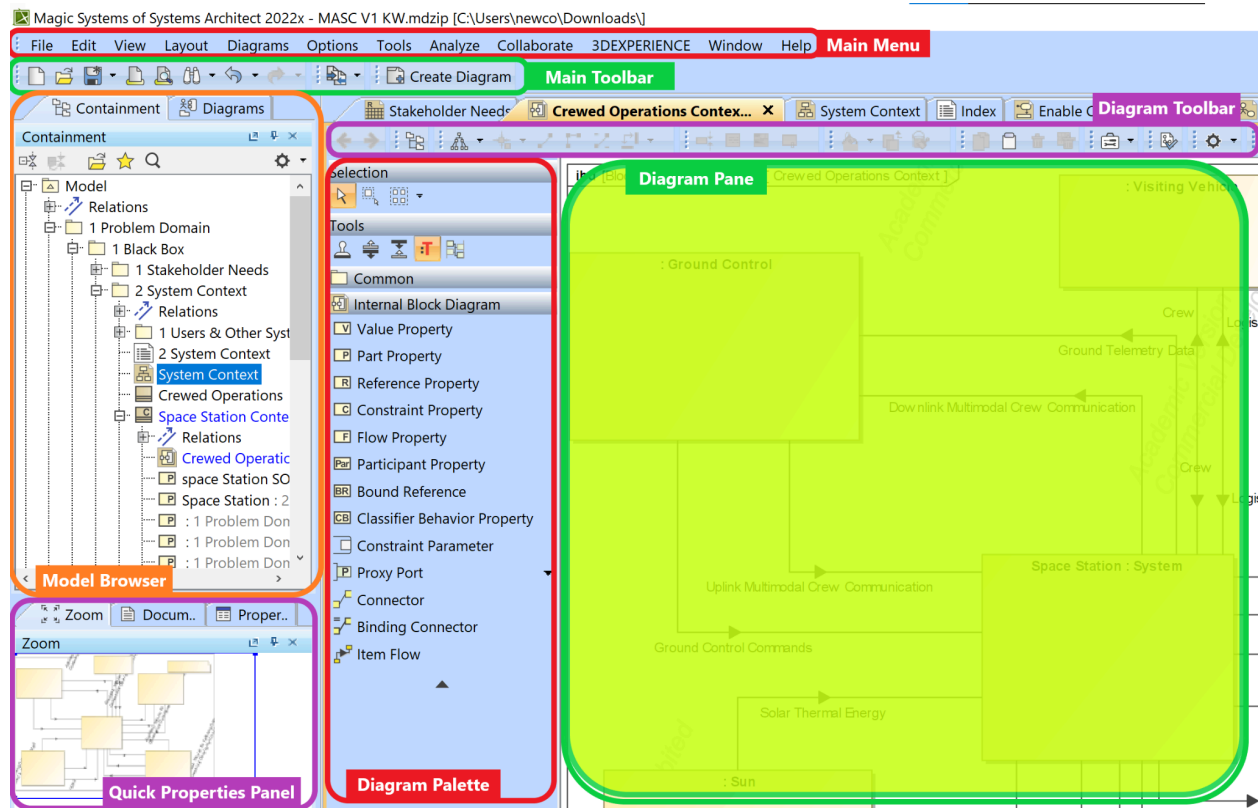 Magic Systems of Systems Architect 2022x - MASC V1 KW.mdzip [C:\Users\newco\Downloads\]
File Edit View Layout Diagrams Options Tools Analyze Collaborate 3DEXPERIENCE Window Help Main Menu
Create Diagram Main Toolbar
Containment Diagrams
Stakeholder Needs Crewed Operations Contex... X System Context Index Enable C Diagram Toolbar
Containment
Model
Relations
1 Problem Domain
1 Black Box
1 Stakeholder Needs
2 System Context
Relations
1 Users & Other Syst
2 System Context
System Context
Crewed Operations
Space Station Conte
Relations
Crewed Operatic
P space Station SO
P Space Station : 2
P : 1 Problem Don
P : 1 Problem Don
P : 1 Problem Don
Model Browser
Zoom Docum.. Proper..
Zoom
Quick Properties Panel
Selection
Tools
Common
Internal Block Diagram
V Value Property
P Part Property
R Reference Property
C Constraint Property
F Flow Property
Par Participant Property
BR Bound Reference
CB Classifier Behavior Property
Constraint Parameter
P Proxy Port
Connector
Binding Connector
Item Flow
Diagram Palette
Diagram Pane
Crewed Operations Context ]
: Visiting Vehicle
: Ground Control
Crew
Logis
Ground Telemetry Data
Downlink Multimodal Crew Communication
Crew
Logis
Space Station : System
Uplink Multimodal Crew Communication
Ground Control Commands
Solar Thermal Energy
: Sun